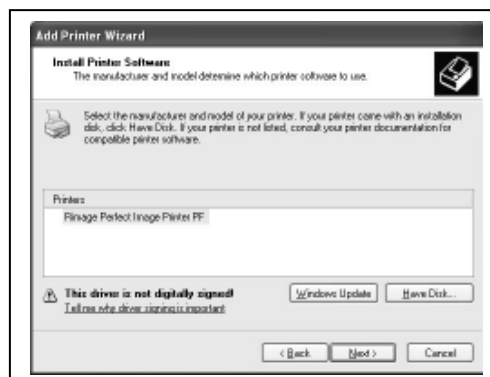 Add Printer Wizard
Install Printer Software
The manufacturer and model determine which printer software to use.
Select the manufacturer and model of your printer. If your printer came with an installation
disk, click Have Disk. If your printer is not listed, consult your printer documentation for
compatible printer software.
Printers
Rimage Perfect Image Printer PF
This driver is not digitally signed!
Tell me why driver signing is important
Windows Update
Have Disk...
< Back
Next >
Cancel